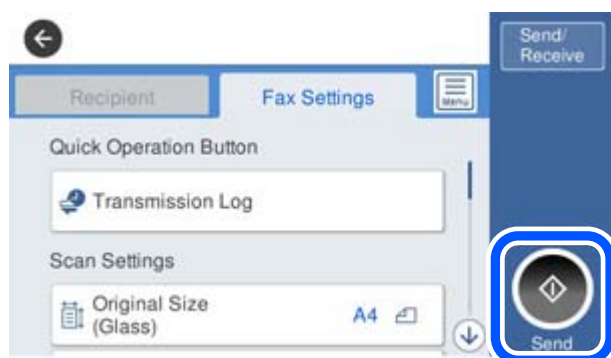 Send/
Receive
Recipient
Fax Settings
Menu
Quick Operation Button
Transmission Log
Scan Settings
Original Size
(Glass)
A4
Send